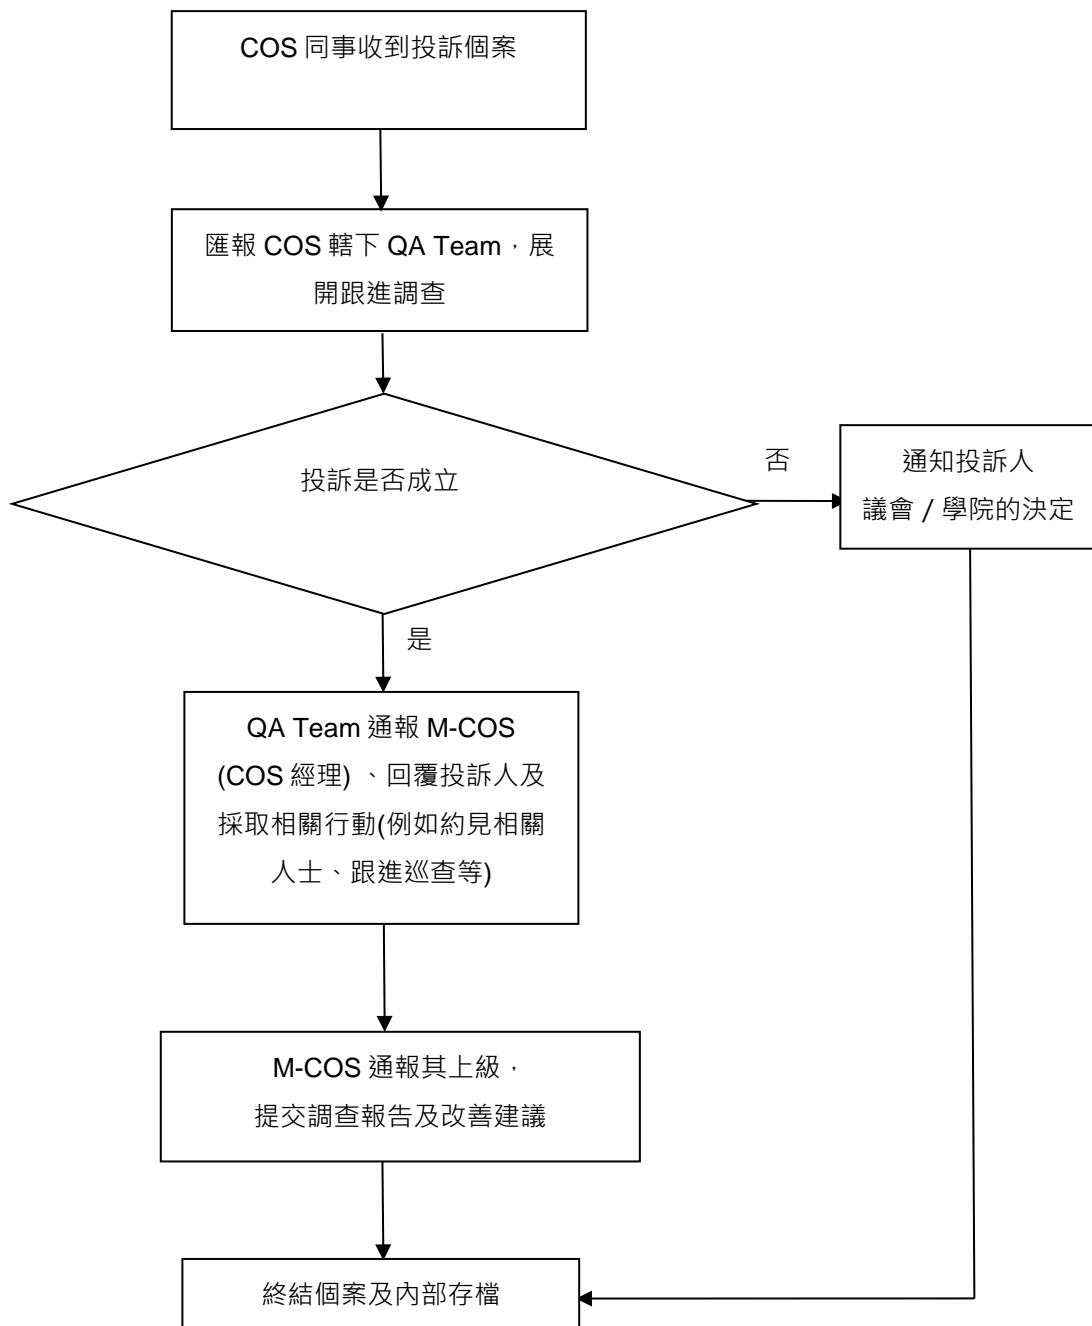 COS 同事收到投訴個案
匯報 COS 轄下 QA Team，展
開跟進調查
投訴是否成立
否
通知投訴人
議會 / 學院的決定
是
QA Team 通報 M-COS
(COS 經理) 、回覆投訴人及
採取相關行動(例如約見相關
人士、跟進巡查等)
M-COS 通報其上級，
提交調查報告及改善建議
終結個案及內部存檔